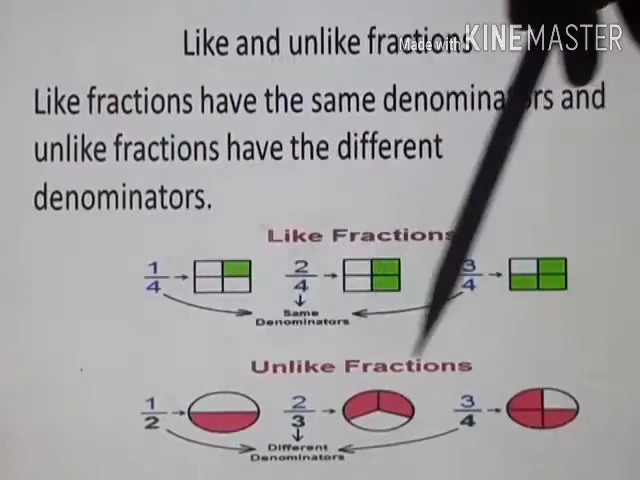 Made with KINEMASTER
Like and unlike fractions
Like fractions have the same denominators and
unlike fractions have the different
denominators.
Like Fractions
1/4 2/4 3/4
Same
Denominators
Unlike Fractions
1/2 2/3 3/4
Different
Denominators